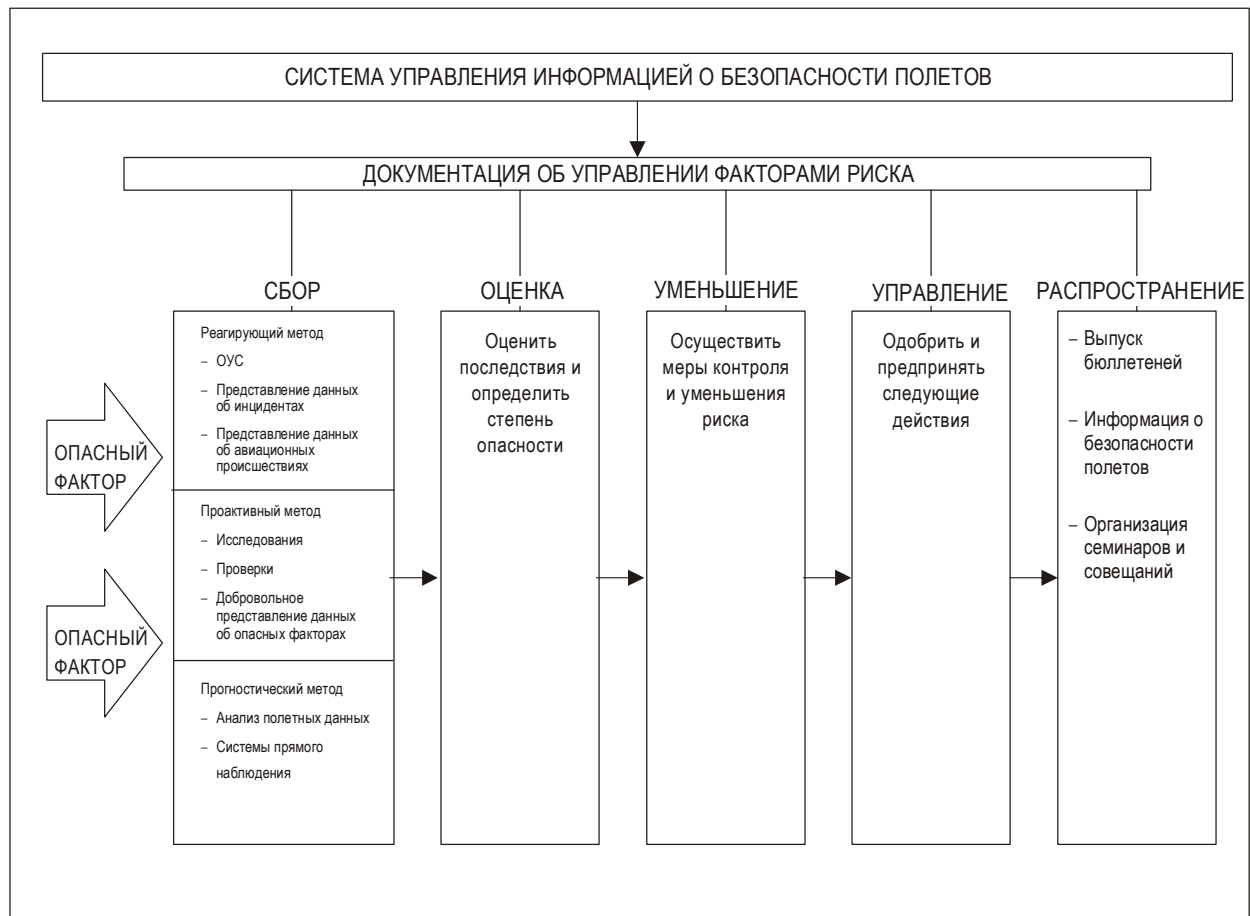 СИСТЕМА УПРАВЛЕНИЯ ИНФОРМАЦИЕЙ О БЕЗОПАСНОСТИ ПОЛЕТОВ
ДОКУМЕНТАЦИЯ ОБ УПРАВЛЕНИИ ФАКТОРАМИ РИСКА
ОПАСНЫЙ
ФАКТОР
ОПАСНЫЙ
ФАКТОР
СБОР
Реагирующий метод
– ОУС
– Представление данных
об инцидентах
– Представление данных
об авиационных
происшествиях
Проактивный метод
– Исследования
– Проверки
– Добровольное
представление данных
об опасных факторах
Прогностический метод
– Анализ полетных данных
– Системы прямого
наблюдения
ОЦЕНКА
Оценить
последствия и
определить
степень
опасности
УМЕНЬШЕНИЕ
Осуществить
меры контроля
и уменьшения
риска
УПРАВЛЕНИЕ
Одобрить и
предпринять
следующие
действия
РАСПРОСТРАНЕНИЕ
– Выпуск
бюллетеней
– Информация о
безопасности
полетов
– Организация
семинаров и
совещаний